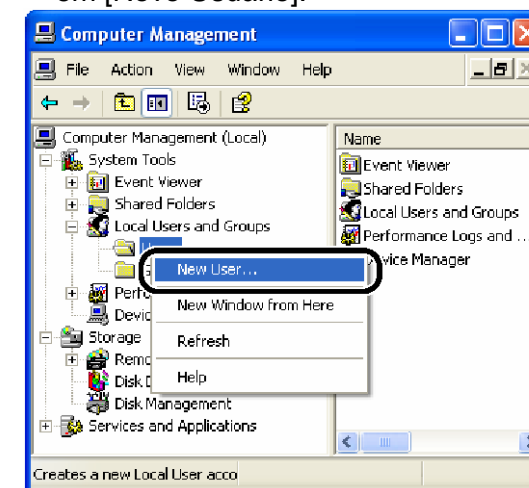 em [Novo Usuário].
Computer Management
File Action View Window Help
Computer Management (Local)
System Tools
Event Viewer
Shared Folders
Local Users and Groups
Perfo
Devic
Storage
Remo
Disk D
Disk Management
Services and Applications
New User...
New Window from Here
Refresh
Help
Name
Event Viewer
Shared Folders
Local Users and Groups
Performance Logs and ...
vice Manager
Creates a new Local User acco